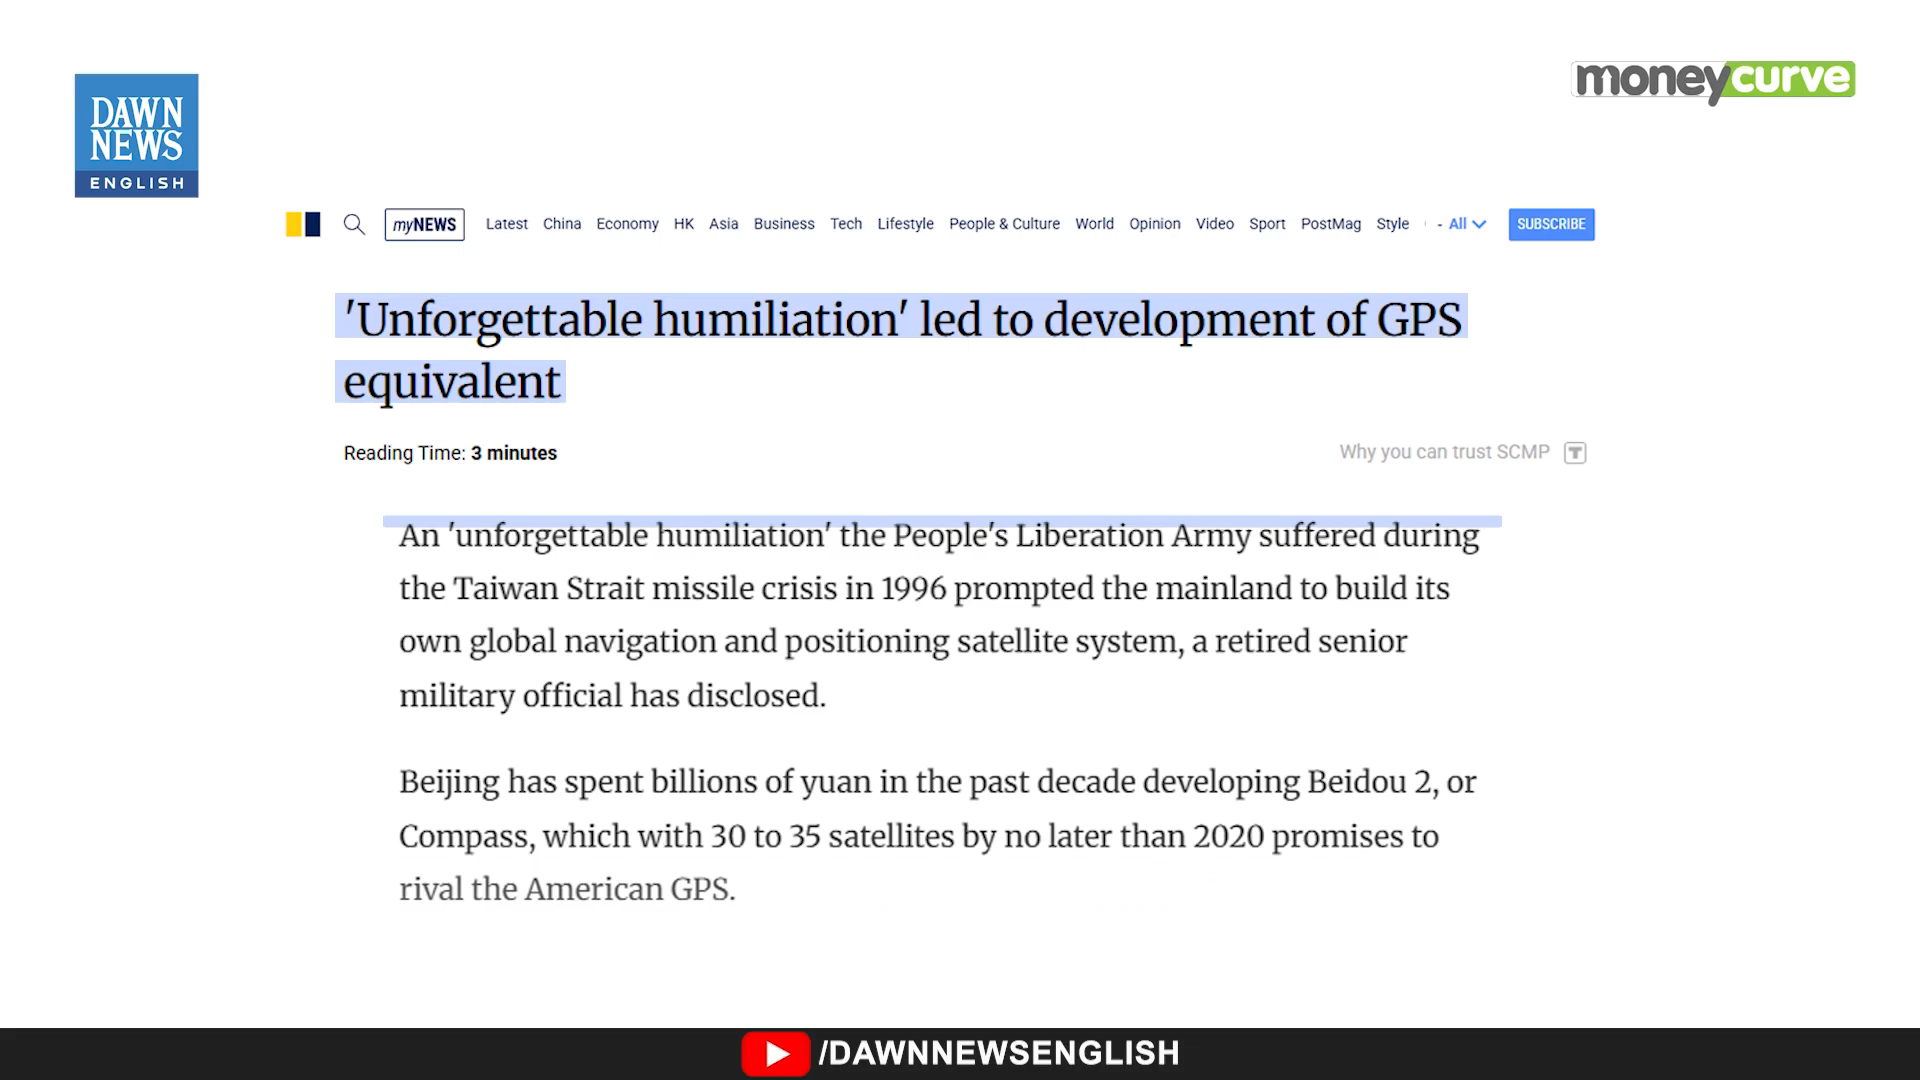 DAWN
NEWS
ENGLISH
moneycurve
myNEWS Latest China Economy HK Asia Business Tech Lifestyle People & Culture World Opinion Video Sport PostMag Style - All SUBSCRIBE
'Unforgettable humiliation' led to development of GPS
equivalent
Reading Time: 3 minutes
Why you can trust SCMP T
An 'unforgettable humiliation' the People's Liberation Army suffered during
the Taiwan Strait missile crisis in 1996 prompted the mainland to build its
own global navigation and positioning satellite system, a retired senior
military official has disclosed.
Beijing has spent billions of yuan in the past decade developing Beidou 2, or
Compass, which with 30 to 35 satellites by no later than 2020 promises to
rival the American GPS.
/DAWNNEWSENGLISH